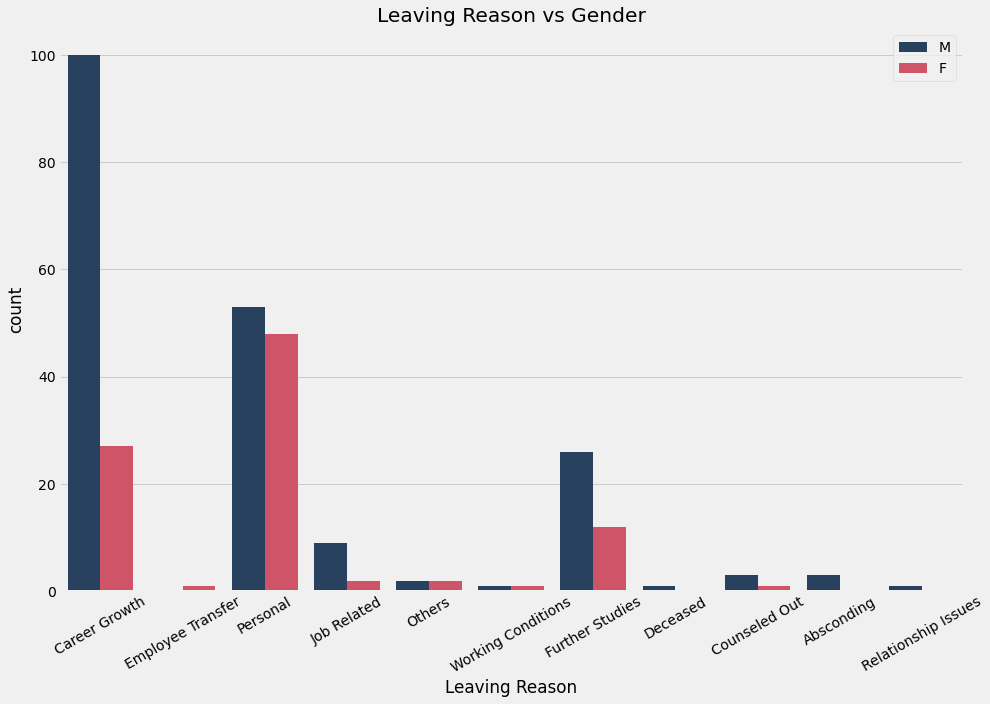 Leaving Reason vs Gender
M
F
100
80
60
40
20
0
count
Career Growth
Employee Transfer
Personal
Job Related
Others
Working Conditions
Further Studies
Deceased
Counseled Out
Absconding
Relationship Issues
Leaving Reason